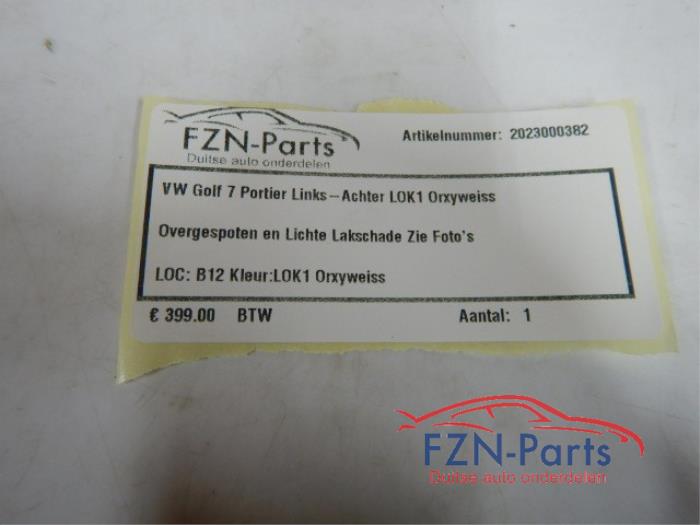 FZN-Parts
Duitse auto onderdelen
Artikelnummer: 2023000382
VW Golf 7 Portier Links-Achter LOK1 Orxyweiss
Overgespoten en Lichte Lakschade Zie Foto's
LOC: B12 Kleur:LOK1 Orxyweiss
€ 399.00 BTW Aantal: 1
FZN-Parts
Duitse auto onderdelen